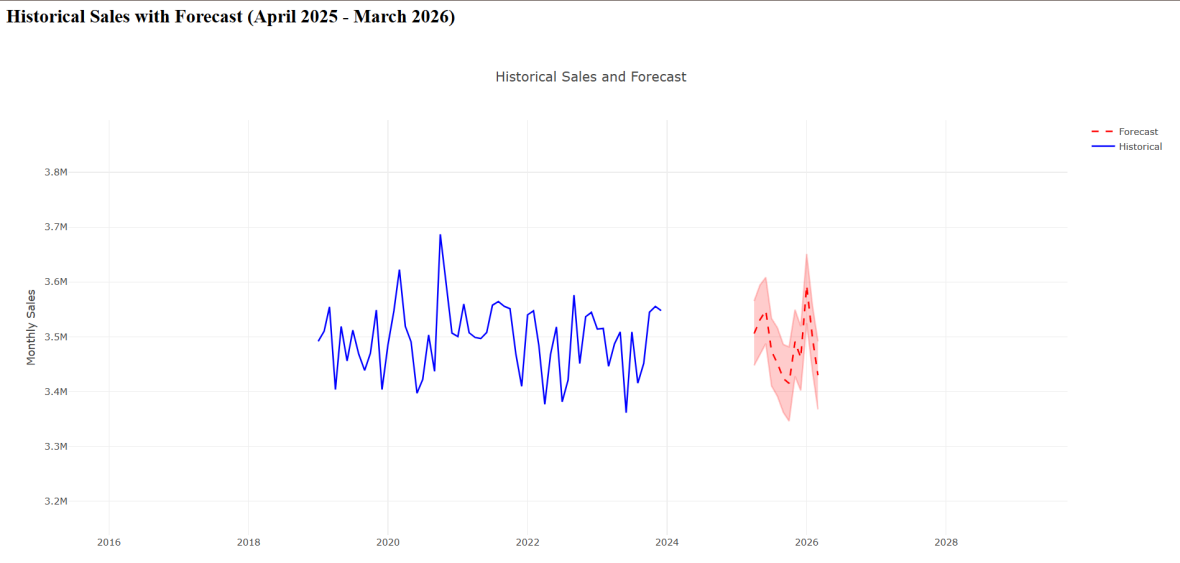 Historical Sales with Forecast (April 2025 - March 2026)
Historical Sales and Forecast
Forecast
Historical
3.8M
3.7M
3.6M
3.5M
3.4M
3.3M
3.2M
Monthly Sales
2016
2018
2020
2022
2024
2026
2028